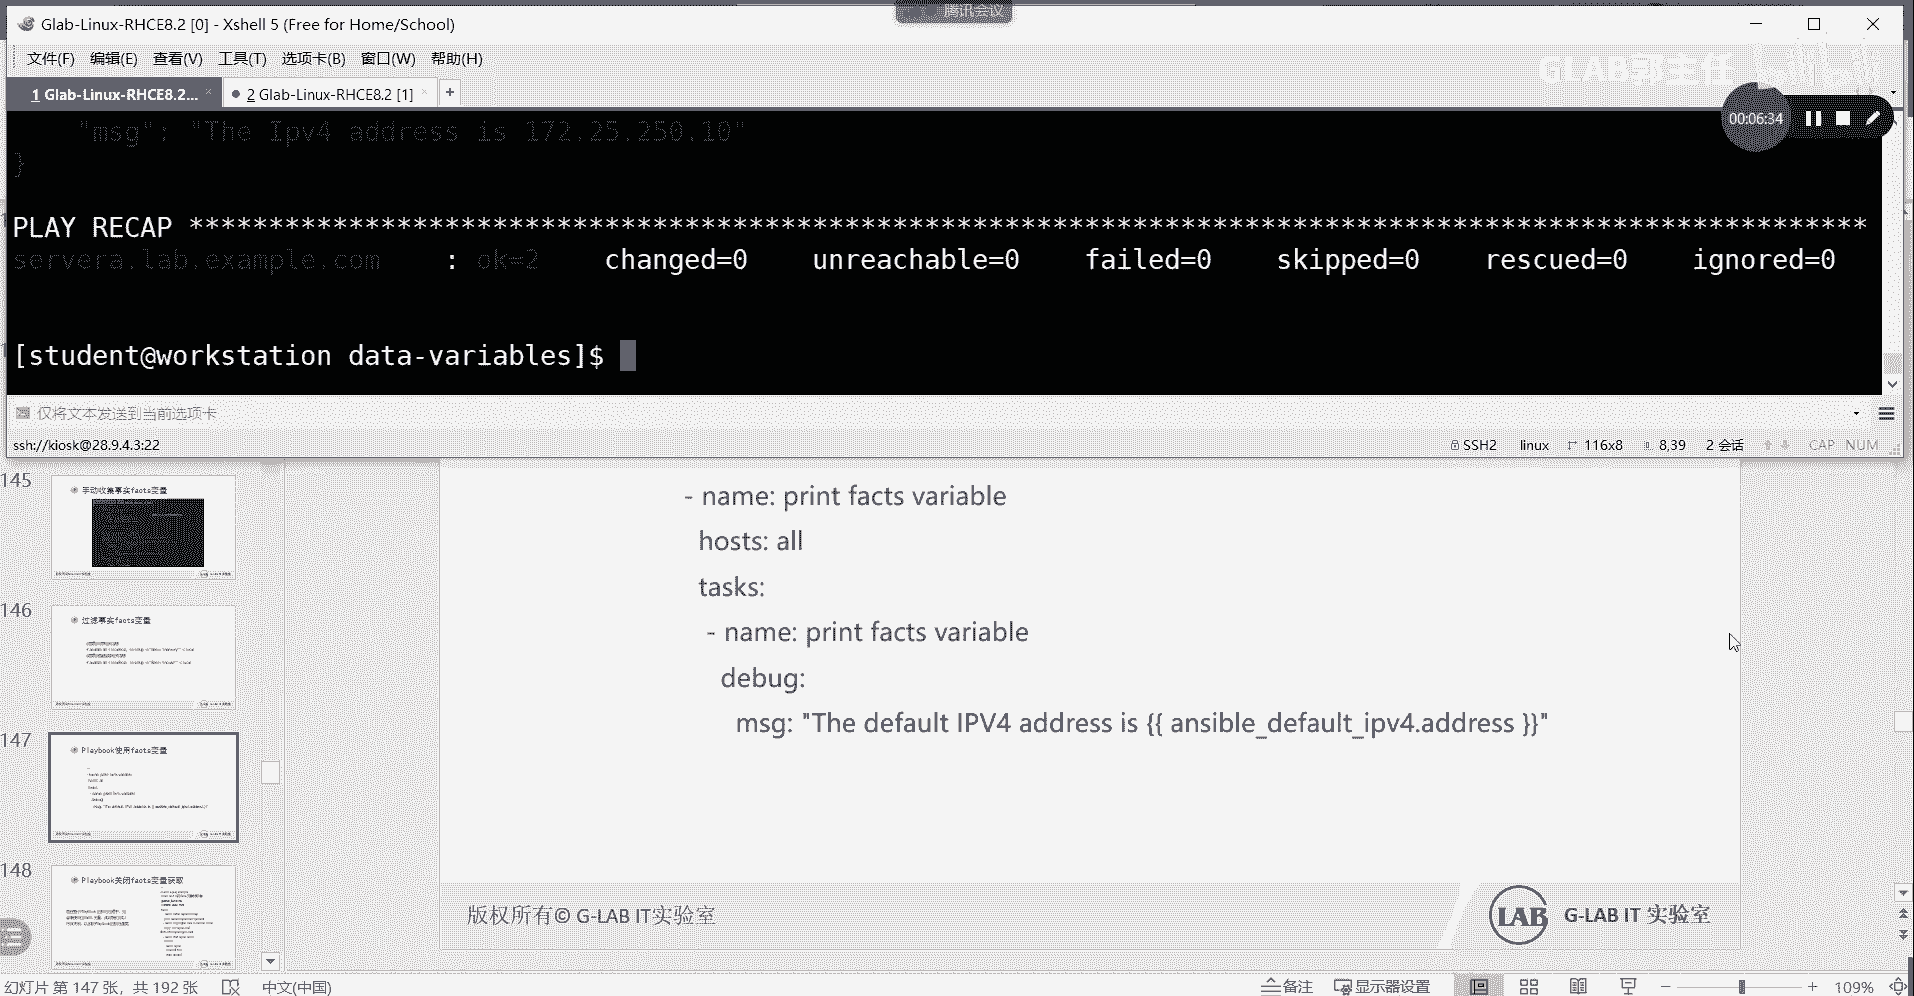 腾讯会议
Glab-Linux-RHCE8.2 [0] - Xshell 5 (Free for Home/School)
文件(F) 编辑(E) 查看(V) 工具(T) 选项卡(B) 窗口(W) 帮助(H)
GLAB郭主任
1 Glab-Linux-RHCE8.2... × 2 Glab-Linux-RHCE8.2 [1] × +
00:06:34
"msg": "The Ipv4 address is 172.25.250.10"
}
PLAY RECAP *********************************************************************************************************
servera.lab.example.com : ok=2 changed=0 unreachable=0 failed=0 skipped=0 rescued=0 ignored=0
[student@workstation data-variables]$
仅将文本发送到当前选项卡
ssh://kiosk@28.9.4.3:22 SSH2 linux 116x8 8,39 2 会话 CAP NUM
145
手动收集事实facts变量
146
过滤事实facts变量
147
Playbook使用facts变量
148
Playbook关闭facts变量获取
- name: print facts variable
hosts: all
tasks:
- name: print facts variable
debug:
msg: "The default IPV4 address is {{ ansible_default_ipv4.address }}"
版权所有© G-LAB IT实验室
LAB G-LAB IT 实验室
幻灯片 第 147 张，共 192 张 中文(中国) 备注 显示器设置 109%